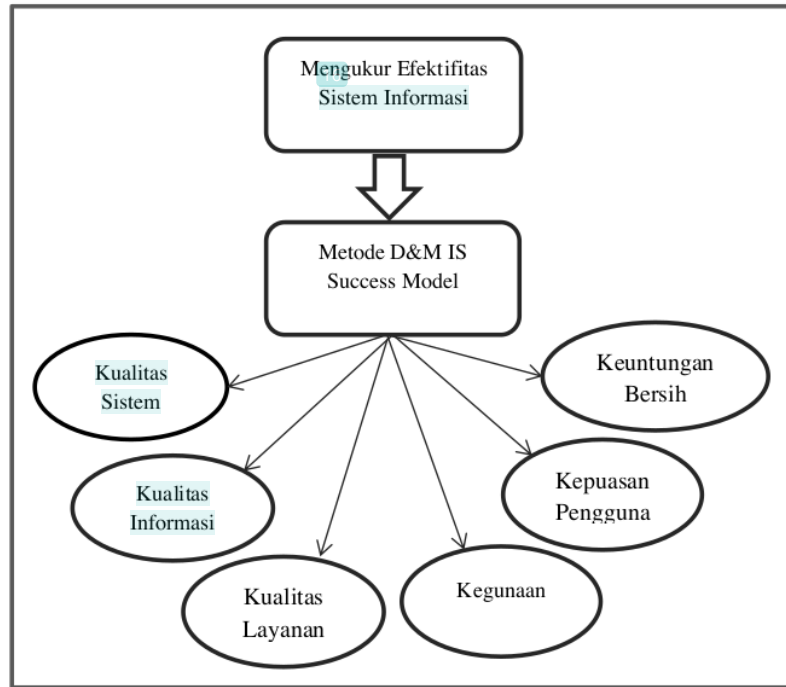 Mengukur Efektifitas
Sistem Informasi
Metode D&M IS
Success Model
Kualitas
Sistem
Kualitas
Informasi
Kualitas
Layanan
Kegunaan
Kepuasan
Pengguna
Keuntungan
Bersih